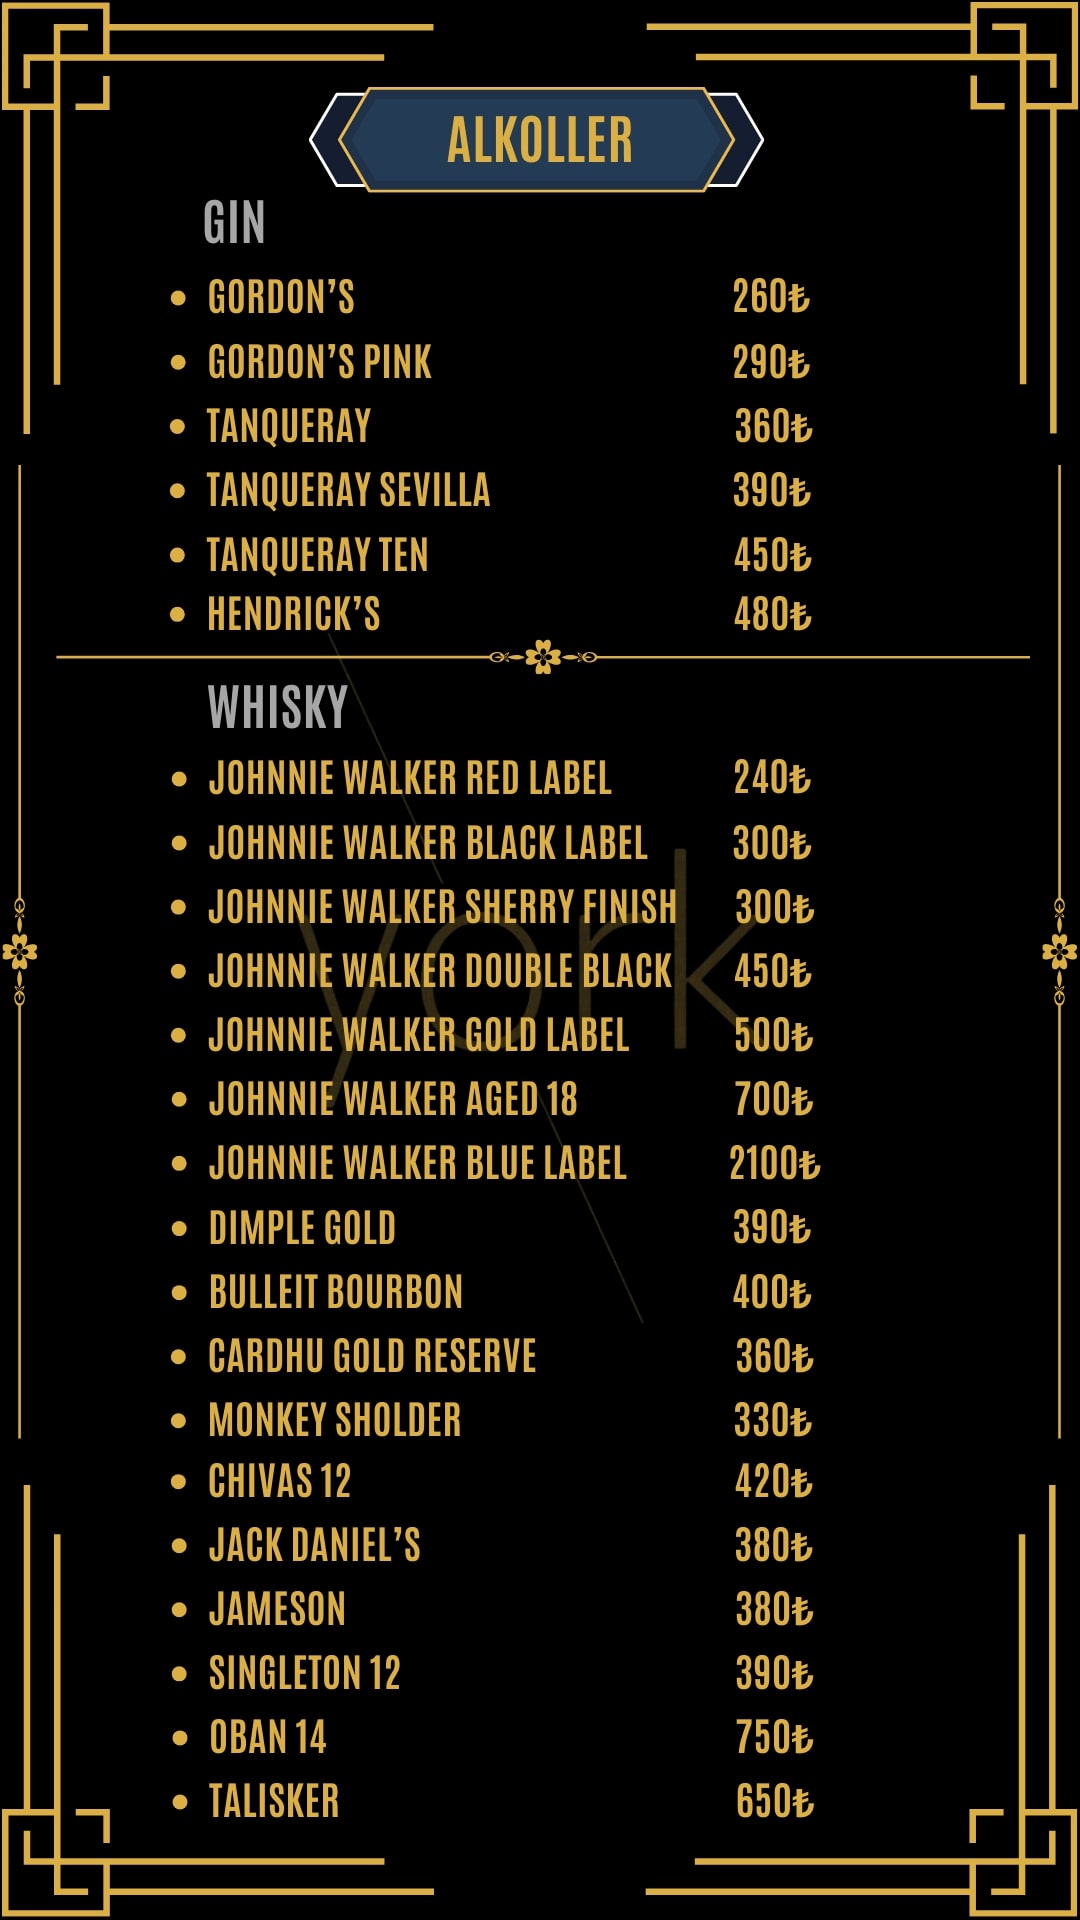 ALKOLLER
GIN
• GORDON’S 260₺
• GORDON’S PINK 290₺
• TANQUERAY 360₺
• TANQUERAY SEVILLA 390₺
• TANQUERAY TEN 450₺
• HENDRICK’S 480₺
WHISKY
• JOHNNIE WALKER RED LABEL 240₺
• JOHNNIE WALKER BLACK LABEL 300₺
• JOHNNIE WALKER SHERRY FINISH 300₺
• JOHNNIE WALKER DOUBLE BLACK 450₺
york
• JOHNNIE WALKER GOLD LABEL 500₺
• JOHNNIE WALKER AGED 18 700₺
• JOHNNIE WALKER BLUE LABEL 2100₺
• DIMPLE GOLD 390₺
• BULLEIT BOURBON 400₺
• CARDHU GOLD RESERVE 360₺
• MONKEY SHOLDER 330₺
• CHIVAS 12 420₺
• JACK DANIEL’S 380₺
• JAMESON 380₺
• SINGLETON 12 390₺
• OBAN 14 750₺
• TALISKER 650₺